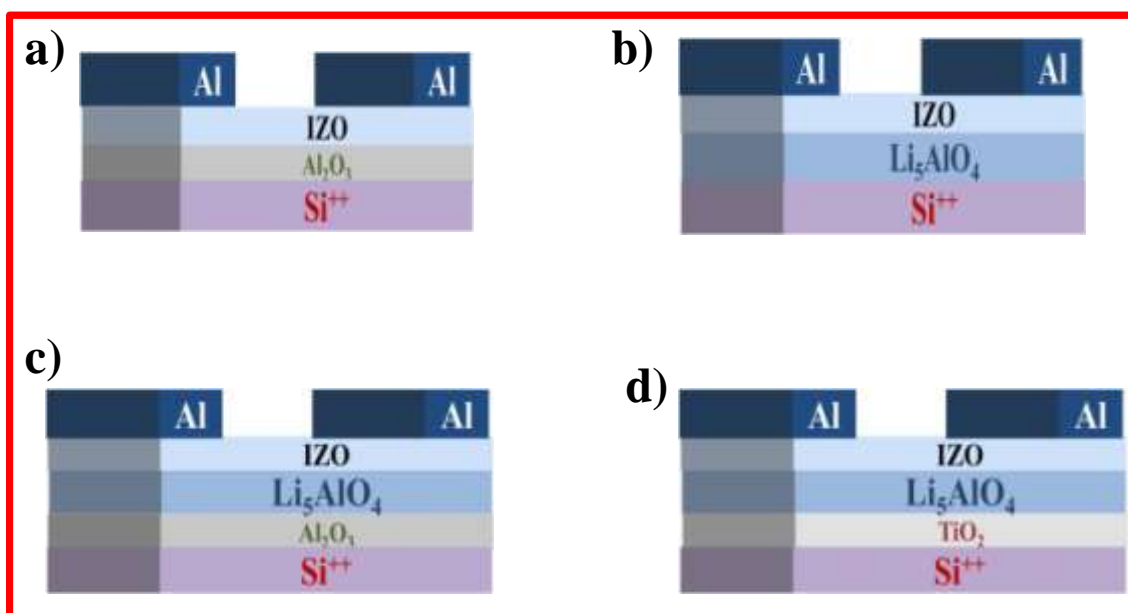 a)
Al Al
IZO
Al₂O₃
Si⁺⁺
b)
Al Al
IZO
Li₅AlO₄
Si⁺⁺
c)
Al Al
IZO
Li₅AlO₄
Al₂O₃
Si⁺⁺
d)
Al Al
IZO
Li₅AlO₄
TiO₂
Si⁺⁺